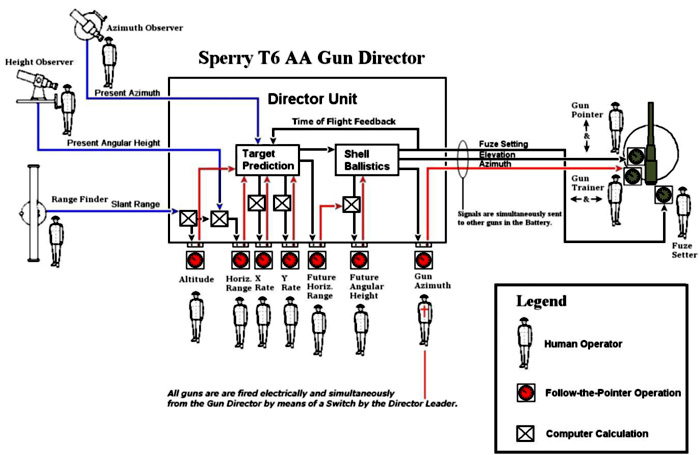 Azimuth Observer
Sperry T6 AA Gun Director
Height Observer
Present Azimuth
Director Unit
Time of Flight Feedback
Gun
Pointer
&
Present Angular Height
Fuze Setting
Elevation
Azimuth
Target
Prediction
Shell
Ballistics
Gun
Trainer
&
Range Finder
Slant Range
Signals are simultaneously sent
to other guns in the Battery.
Fuze
Setter
Altitude
Horiz.
Range
X
Rate
Y
Rate
Future
Horiz.
Range
Future
Angular
Height
Gun
Azimuth
Legend
Human Operator
Follow-the-Pointer Operation
Computer Calculation
All guns are are fired electrically and simultaneously
from the Gun Director by means of a Switch by the Director Leader.